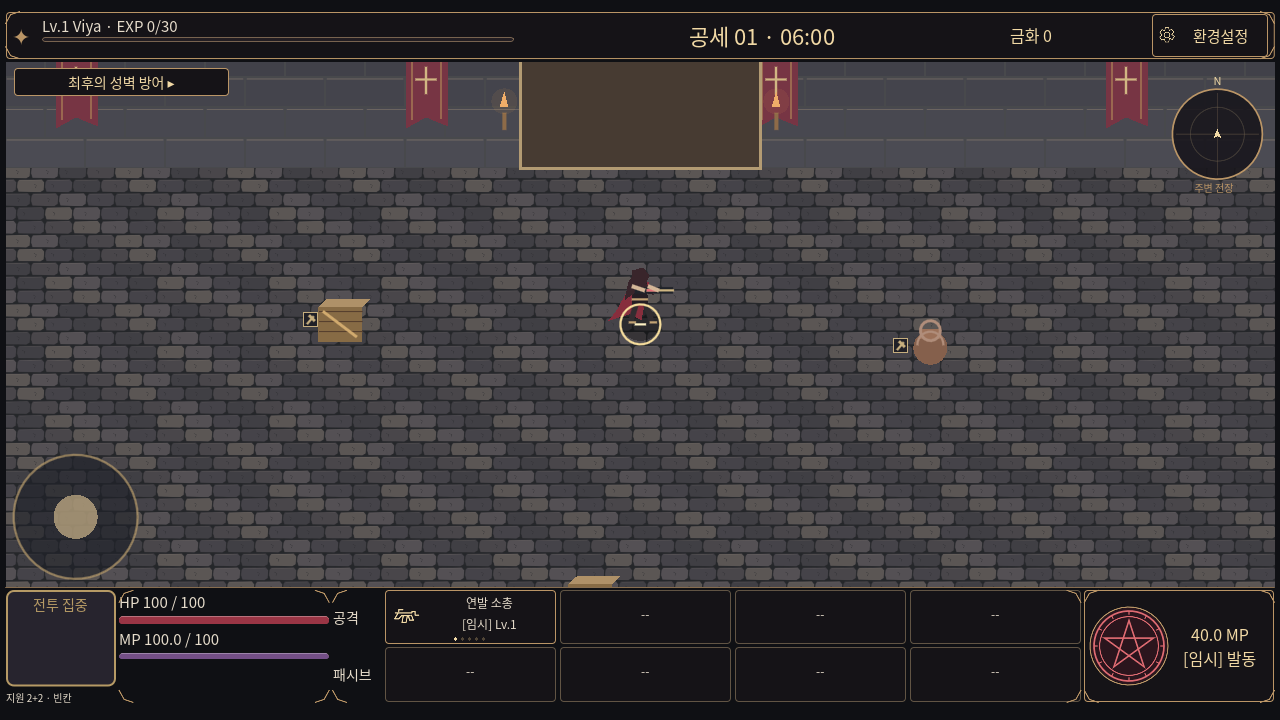 Lv.1 Viya · EXP 0/30
공세 01 · 06:00
금화 0
환경설정
최후의 성벽 방어 ▸
N
주변 전장
전투 집중
HP 100 / 100
MP 100.0 / 100
지원 2+2 · 빈칸
공격
패시브
연발 소총
[임시] Lv.1
--
--
--
--
--
--
--
40.0 MP
[임시] 발동